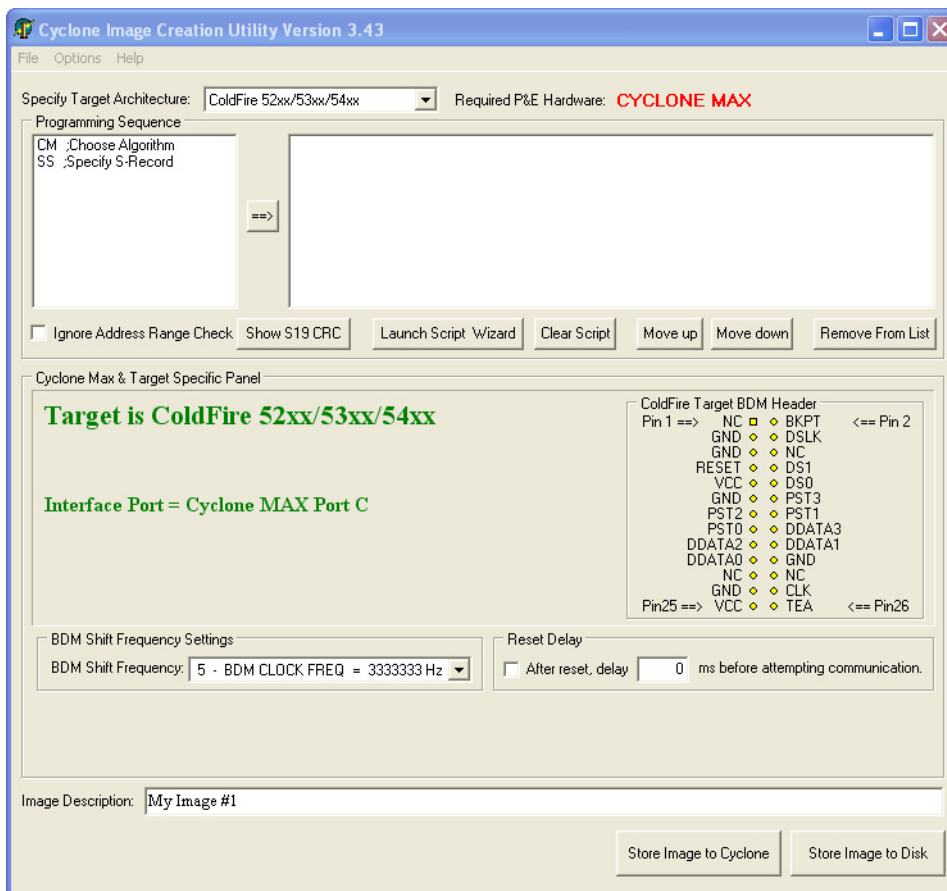 Cyclone Image Creation Utility Version 3.43
File Options Help
Specify Target Architecture: ColdFire 52xx/53xx/54xx Required P&E Hardware: CYCLONE MAX
Programming Sequence
CM ;Choose Algorithm
SS ;Specify S-Record
==>
Ignore Address Range Check Show S19 CRC Launch Script Wizard Clear Script Move up Move down Remove From List
Cyclone Max & Target Specific Panel
Target is ColdFire 52xx/53xx/54xx
Interface Port = Cyclone MAX Port C
ColdFire Target BDM Header
Pin 1 ==> NC BKPT <== Pin 2
GND DSLK
GND NC
RESET DS1
VCC DS0
GND PST3
PST2 PST1
PST0 DDATA3
DDATA2 DDATA1
DDATA0 GND
NC NC
GND CLK
Pin25 ==> VCC TEA <== Pin26
BDM Shift Frequency Settings
BDM Shift Frequency: 5 - BDM CLOCK FREQ = 3333333 Hz
Reset Delay
After reset, delay 0 ms before attempting communication.
Image Description: My Image #1
Store Image to Cyclone Store Image to Disk